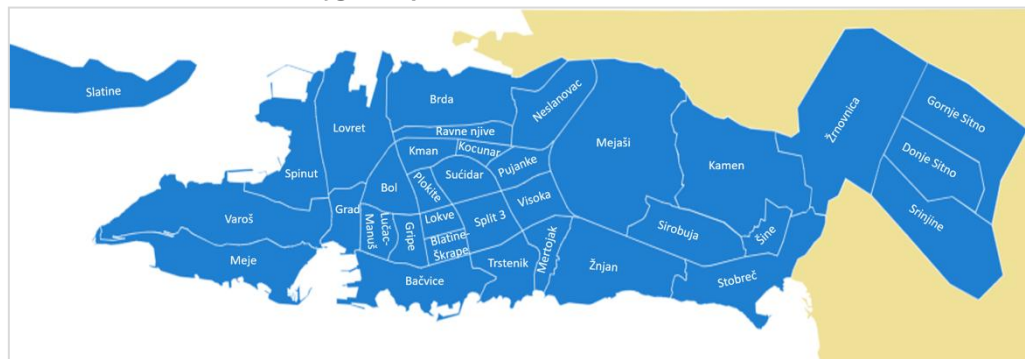 Slatine
Brda
Neslanovac
Gornje Sitno
Lovret
Ravne njive
Žrnovnica
Kman
Kocunar
Mejaši
Donje Sitno
Spinut
Bol
Plokite
Sućidar
Pujanke
Kamen
Varoš
Grad
Lučac-
Manuš
Gripe
Lokve
Split 3
Visoka
Sirobuja
Šine
Srinjine
Blatine-
Škrape
Meje
Bačvice
Trstenik
Mertojak
Žnjan
Stobreč